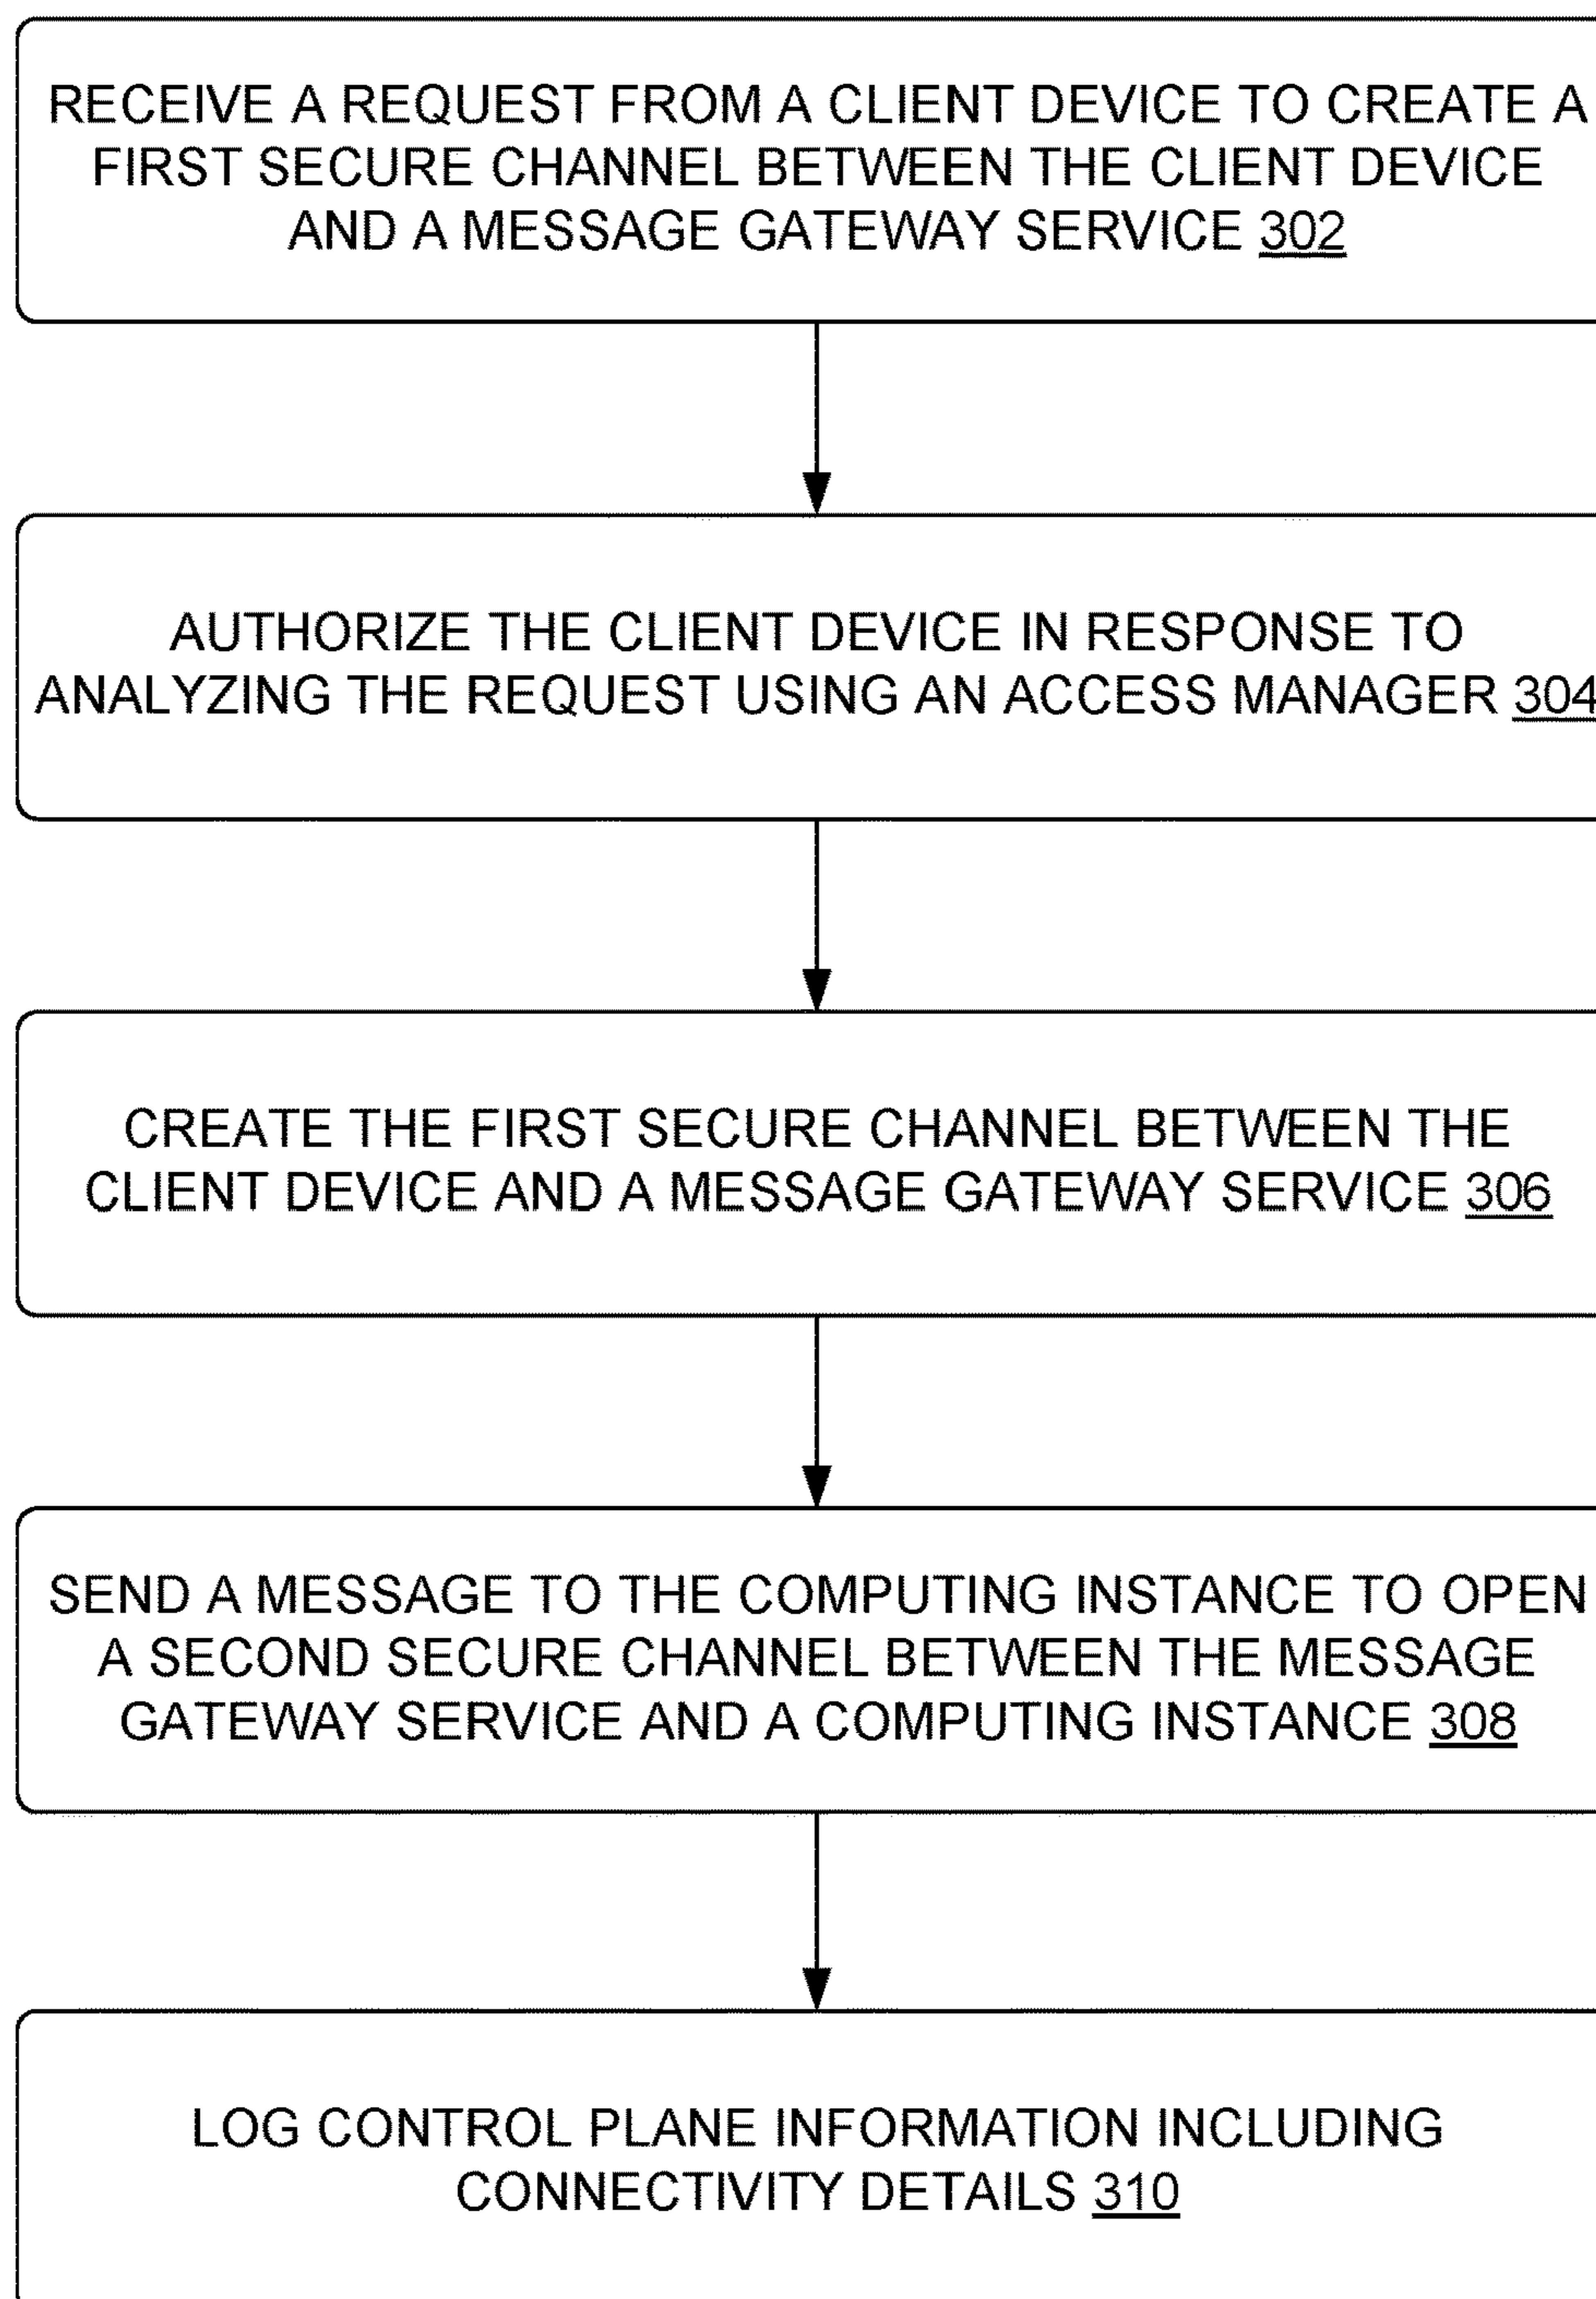 RECEIVE A REQUEST FROM A CLIENT DEVICE TO CREATE A
FIRST SECURE CHANNEL BETWEEN THE CLIENT DEVICE
AND A MESSAGE GATEWAY SERVICE 302
AUTHORIZE THE CLIENT DEVICE IN RESPONSE TO
ANALYZING THE REQUEST USING AN ACCESS MANAGER 304
CREATE THE FIRST SECURE CHANNEL BETWEEN THE
CLIENT DEVICE AND A MESSAGE GATEWAY SERVICE 306
SEND A MESSAGE TO THE COMPUTING INSTANCE TO OPEN
A SECOND SECURE CHANNEL BETWEEN THE MESSAGE
GATEWAY SERVICE AND A COMPUTING INSTANCE 308
LOG CONTROL PLANE INFORMATION INCLUDING
CONNECTIVITY DETAILS 310